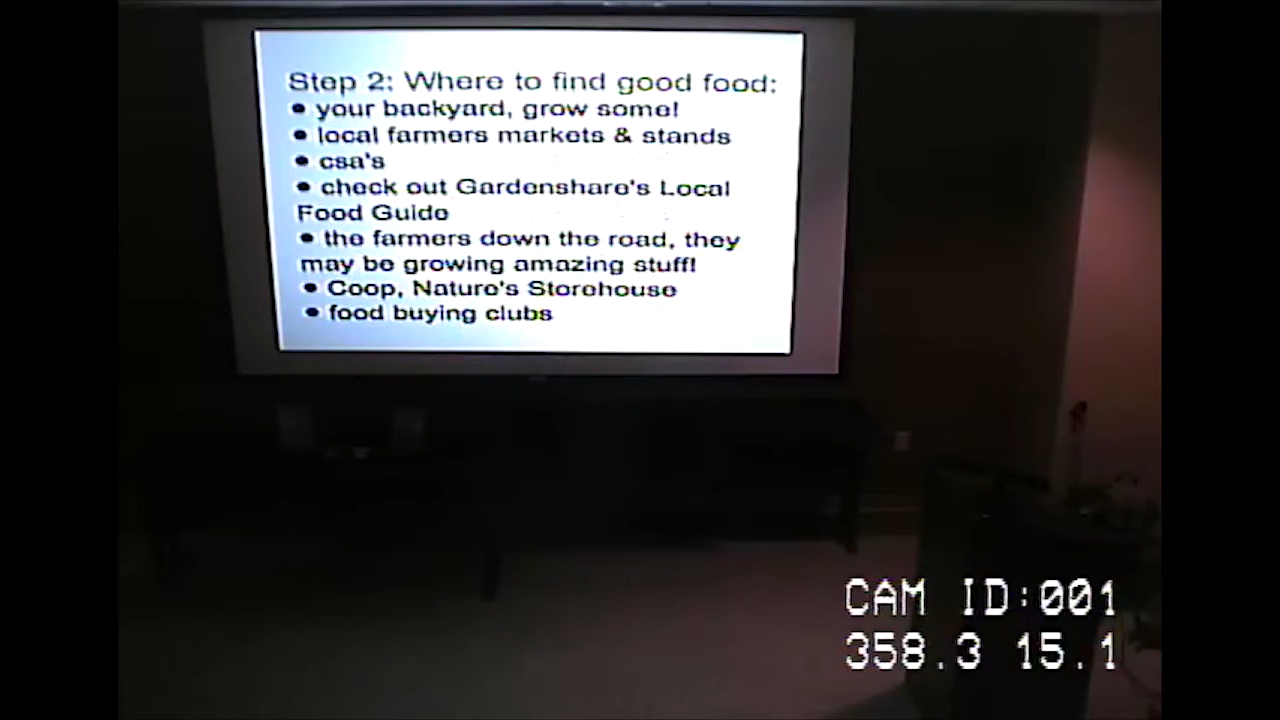 Step 2: Where to find good food:
• your backyard, grow some!
• local farmers markets & stands
• csa's
• check out Gardenshare's Local
Food Guide
• the farmers down the road, they
may be growing amazing stuff!
• Coop, Nature's Storehouse
• food buying clubs
CAM ID:001
358.3 15.1